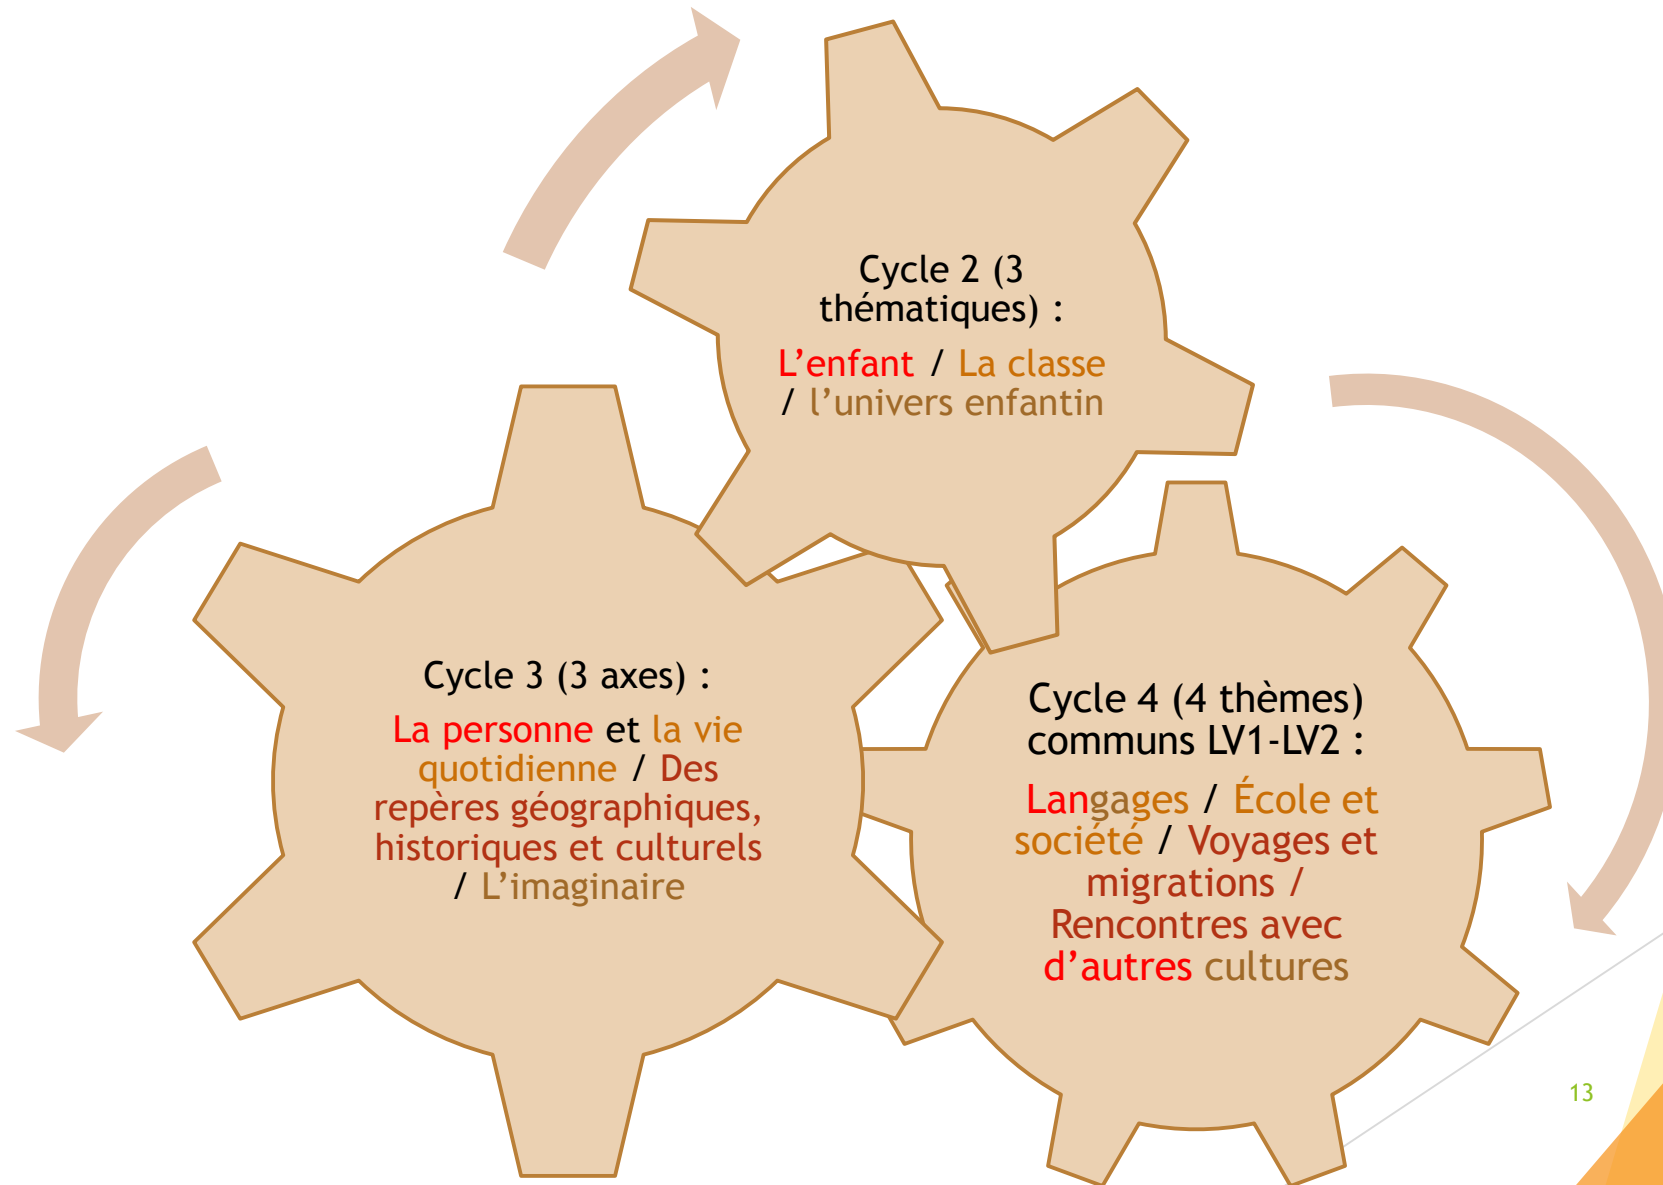 Cycle 2 (3
thématiques) :
L’enfant / La classe
/ l’univers enfantin
Cycle 3 (3 axes) :
La personne et la vie
quotidienne / Des
repères géographiques,
historiques et culturels
/ L’imaginaire
Cycle 4 (4 thèmes)
communs LV1-LV2 :
Langages / École et
société / Voyages et
migrations /
Rencontres avec
d’autres cultures
13